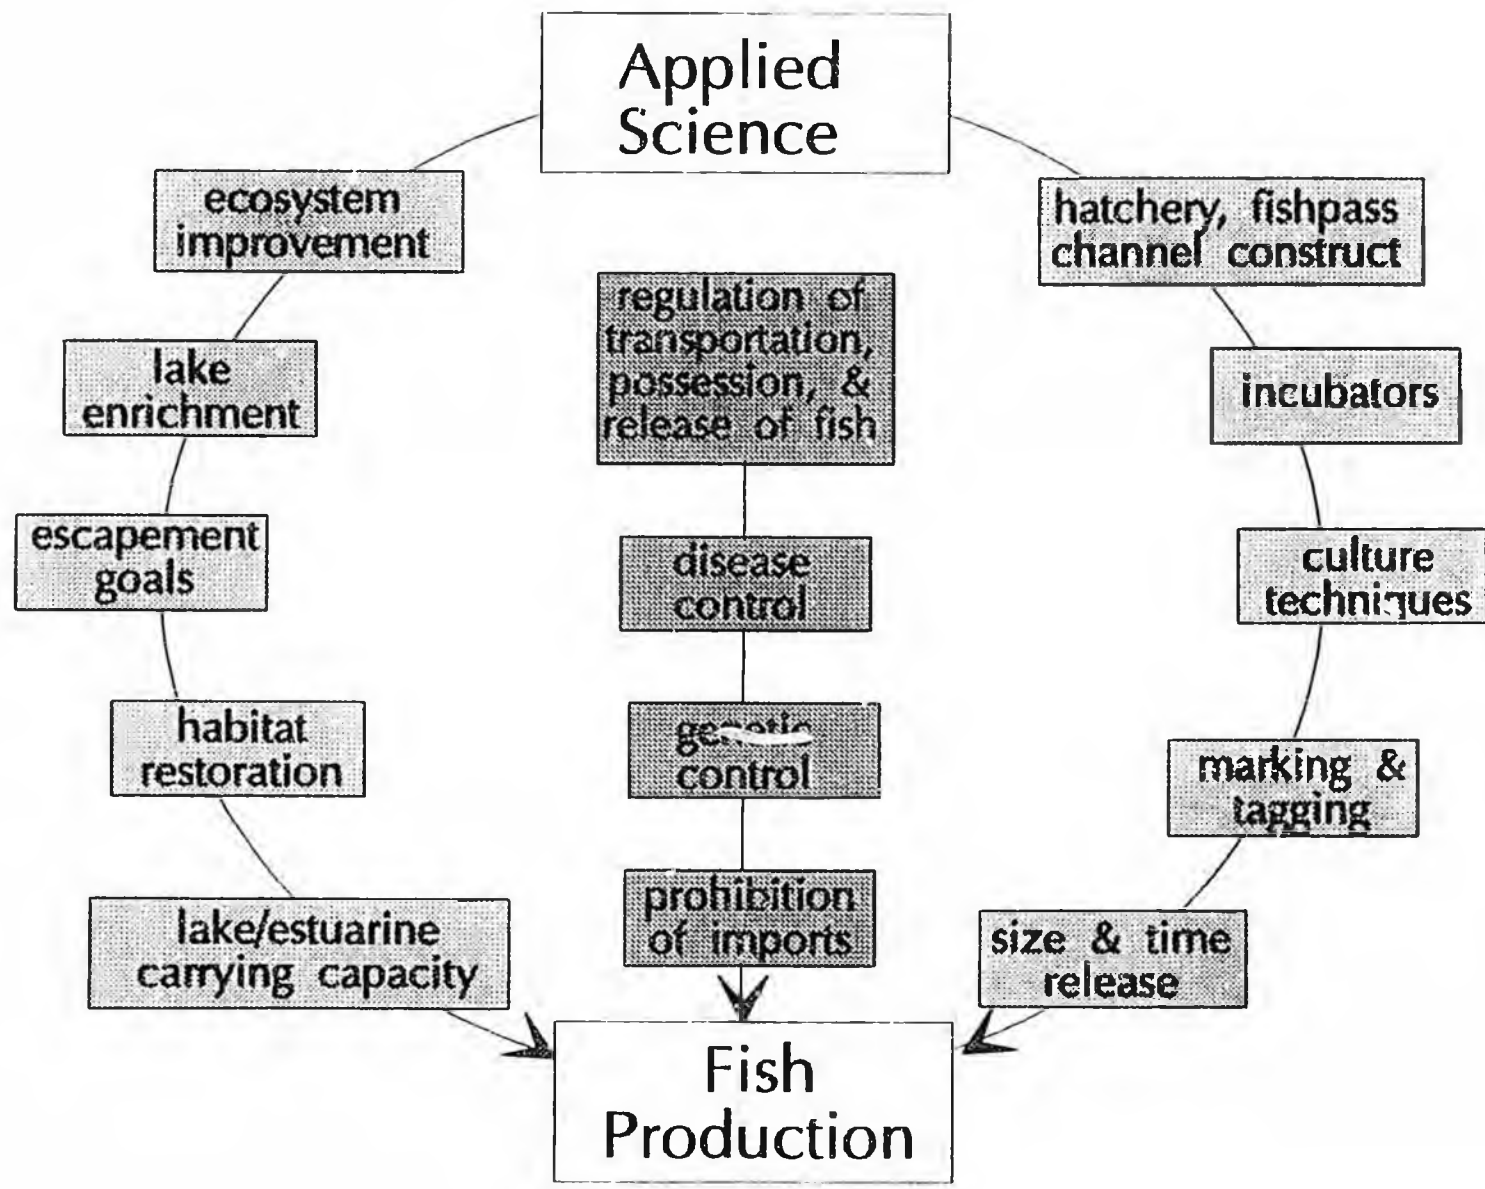 Applied
Science
ecosystem
improvement
lake
enrichment
escapement
goals
habitat
restoration
lake/estuarine
carrying capacity
regulation of
transportation,
possession, &
release of fish
disease
control
genetic
control
prohibition
of imports
hatchery, fishpass
channel construct
incubators
culture
techniques
marking &
tagging
size & time
release
Fish
Production